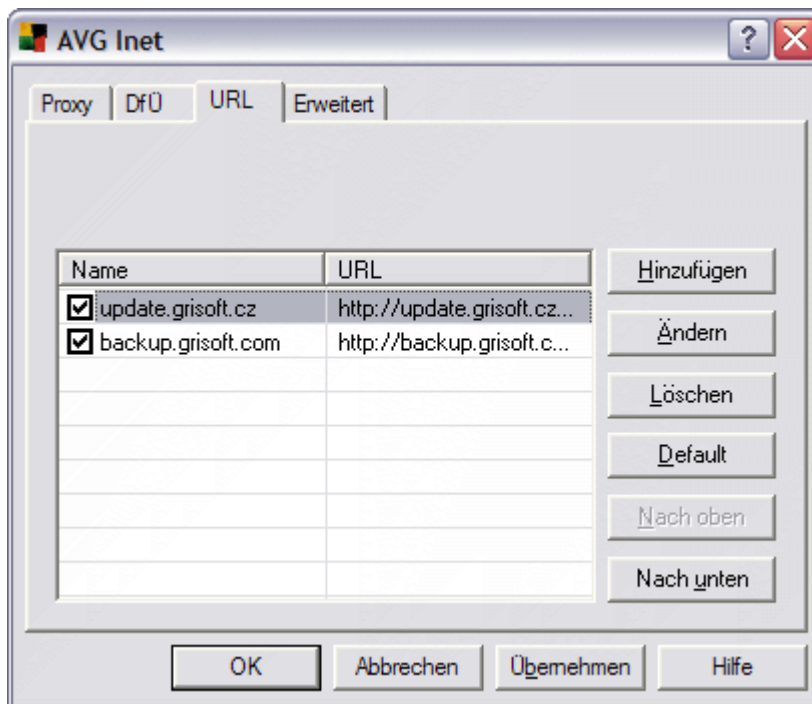 AVG Inet
Proxy DfÜ URL Erweitert
Name URL
update.grisoft.cz http://update.grisoft.cz...
backup.grisoft.com http://backup.grisoft.c...
Hinzufügen
Ändern
Löschen
Default
Nach oben
Nach unten
OK Abbrechen Übernehmen Hilfe